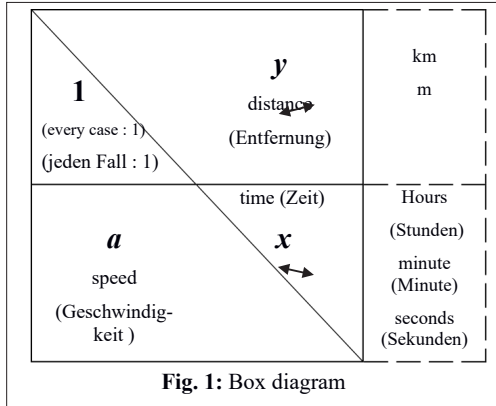 1
(every case : 1)
(jeden Fall : 1)
y
distance
(Entfernung)
km
m
a
speed
(Geschwindig-
keit )
time (Zeit)
x
Hours
(Stunden)
minute
(Minute)
seconds
(Sekunden)
Fig. 1: Box diagram